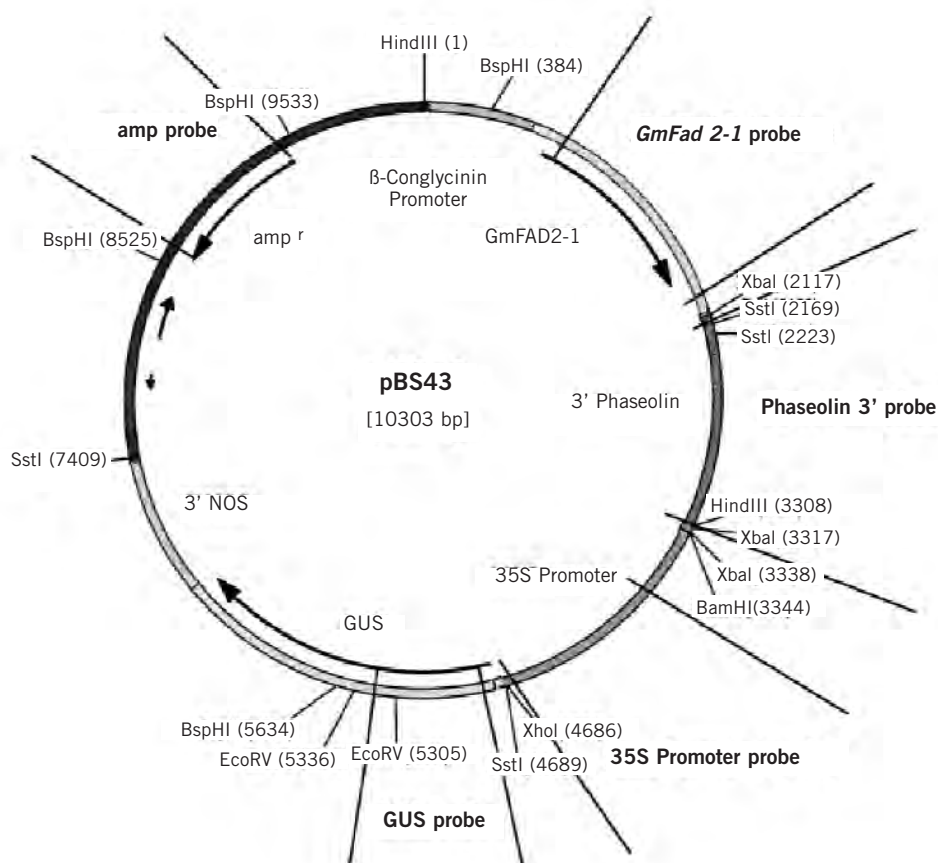 HindIII (1)
BspHI (384)
BspHI (9533)
amp probe
GmFad 2-1 probe
ß-Conglycinin
Promoter
amp r
GmFAD2-1
BspHI (8525)
XbaI (2117)
SstI (2169)
SstI (2223)
pBS43
[10303 bp]
3' Phaseolin
Phaseolin 3' probe
SstI (7409)
3' NOS
HindIII (3308)
XbaI (3317)
XbaI (3338)
BamHI(3344)
35S Promoter
GUS
BspHI (5634)
EcoRV (5336)
EcoRV (5305)
XhoI (4686)
SstI (4689)
35S Promoter probe
GUS probe